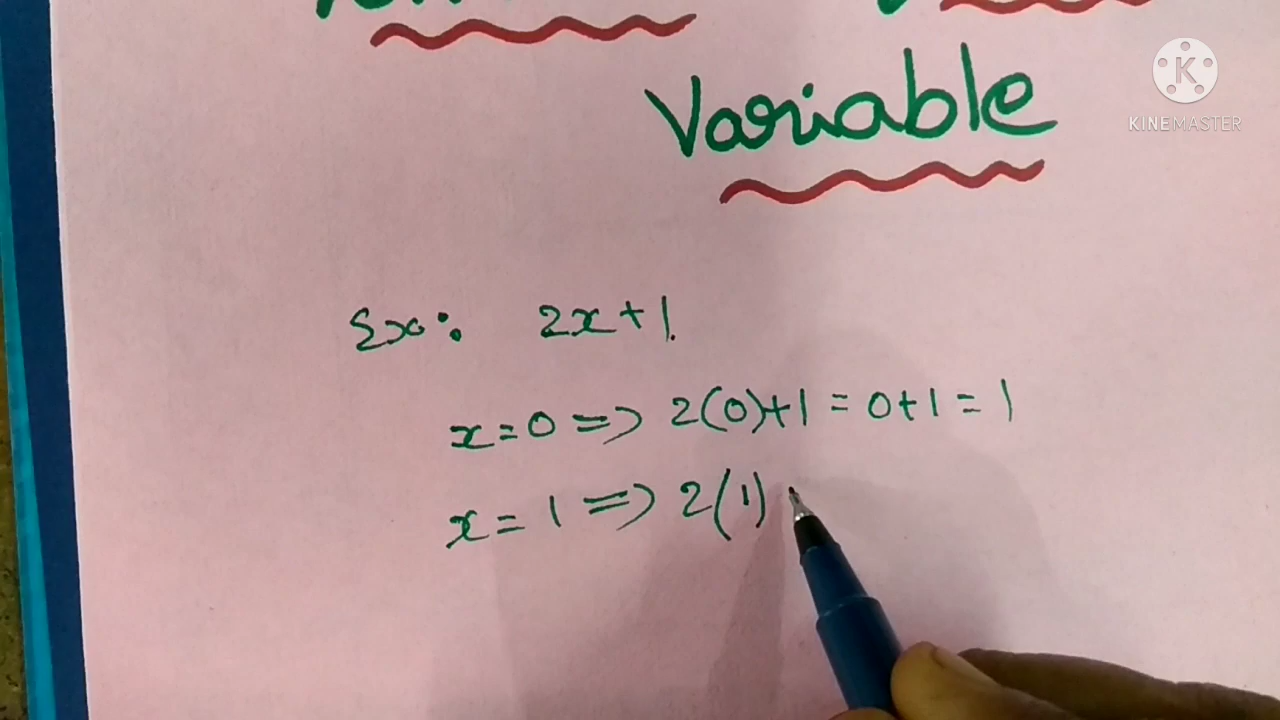 Variable
KINEMASTER
Ex: 2x+1.
x=0 => 2(0)+1 = 0+1 = 1
x = 1 => 2(1)